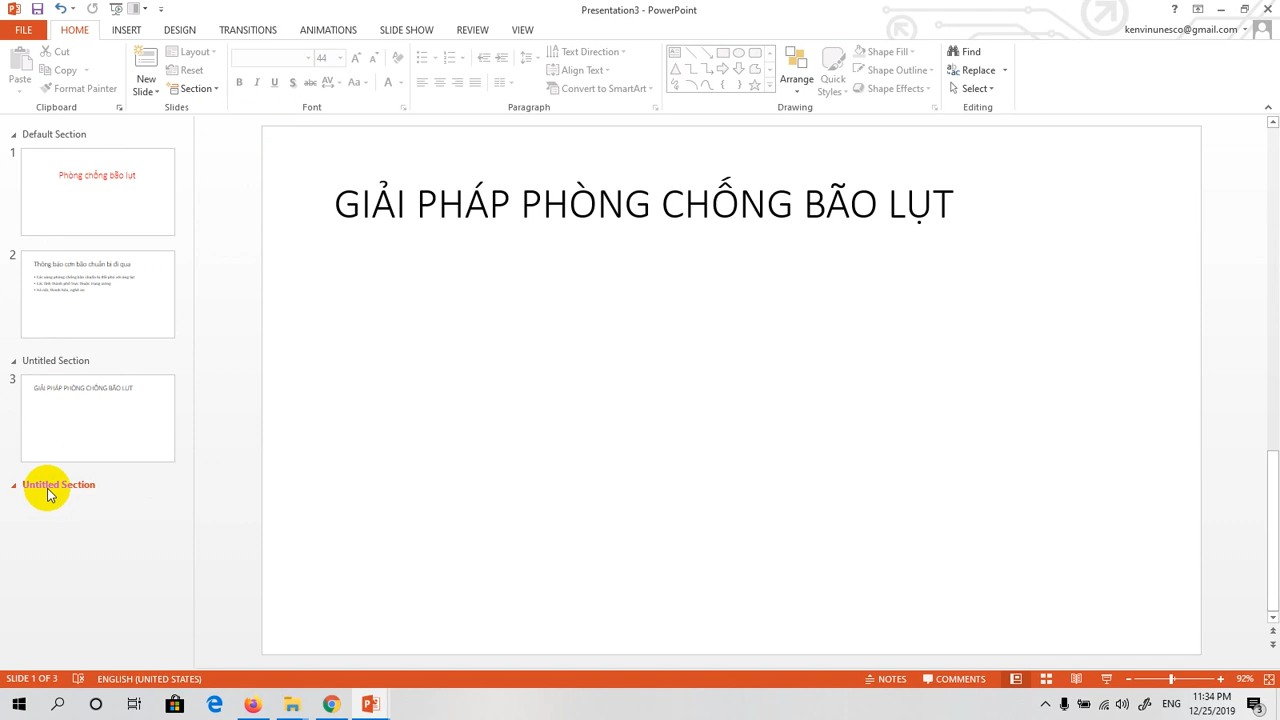 Presentation3 - PowerPoint
FILE HOME INSERT DESIGN TRANSITIONS ANIMATIONS SLIDE SHOW REVIEW VIEW
kenvinunesco@gmail.com
Paste
Cut
Copy
Format Painter
Clipboard
New
Slide
Layout
Reset
Section
Slides
44
B I U S abc AV Aa A
Font
Text Direction
Align Text
Convert to SmartArt
Paragraph
Arrange
Quick
Styles
Shape Fill
Shape Outline
Shape Effects
Drawing
Find
Replace
Select
Editing
Default Section
1
Phòng chống bão lụt
2
Thông báo cơn bão chuẩn bị đi qua
Untitled Section
3
GIẢI PHÁP PHÒNG CHỐNG BÃO LỤT
Untitled Section
GIẢI PHÁP PHÒNG CHỐNG BÃO LỤT
SLIDE 1 OF 3
ENGLISH (UNITED STATES)
NOTES
COMMENTS
92%
ENG
11:34 PM
12/25/2019
3